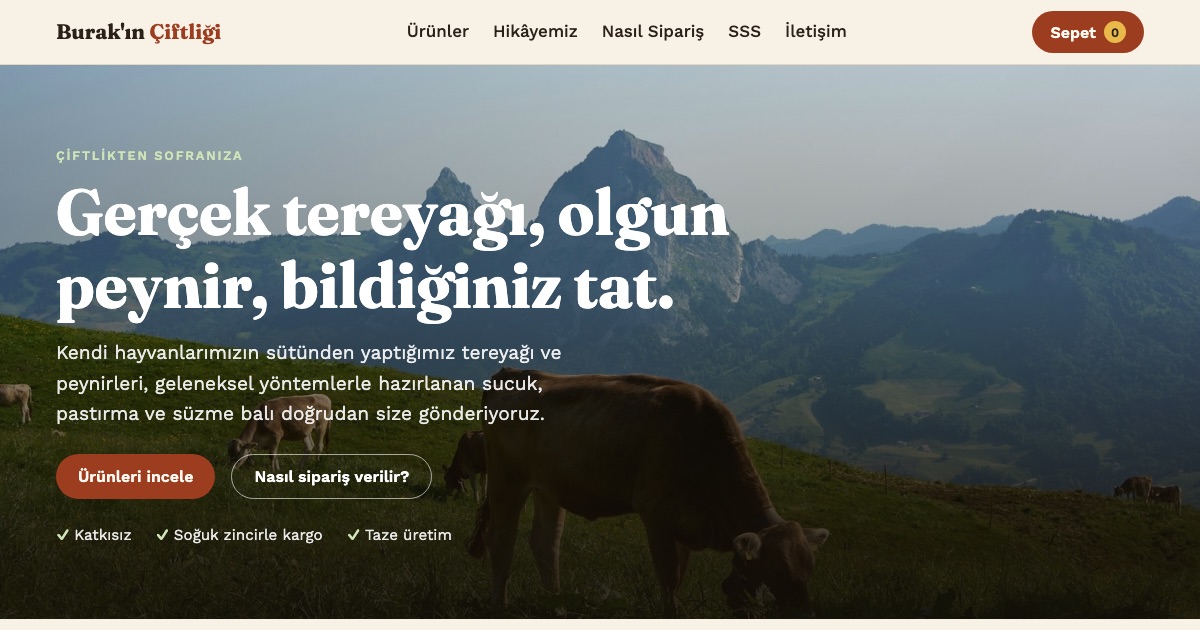 Burak'ın Çiftliği
Ürünler
Hikâyemiz
Nasıl Sipariş
SSS
İletişim
Sepet 0
ÇİFTLİKTEN SOFRANIZA
Gerçek tereyağı, olgun
peynir, bildiğiniz tat.
Kendi hayvanlarımızın sütünden yaptığımız tereyağı ve
peynirleri, geleneksel yöntemlerle hazırlanan sucuk,
pastırma ve süzme balı doğrudan size gönderiyoruz.
Ürünleri incele
Nasıl sipariş verilir?
✓ Katkısız
✓ Soğuk zincirle kargo
✓ Taze üretim